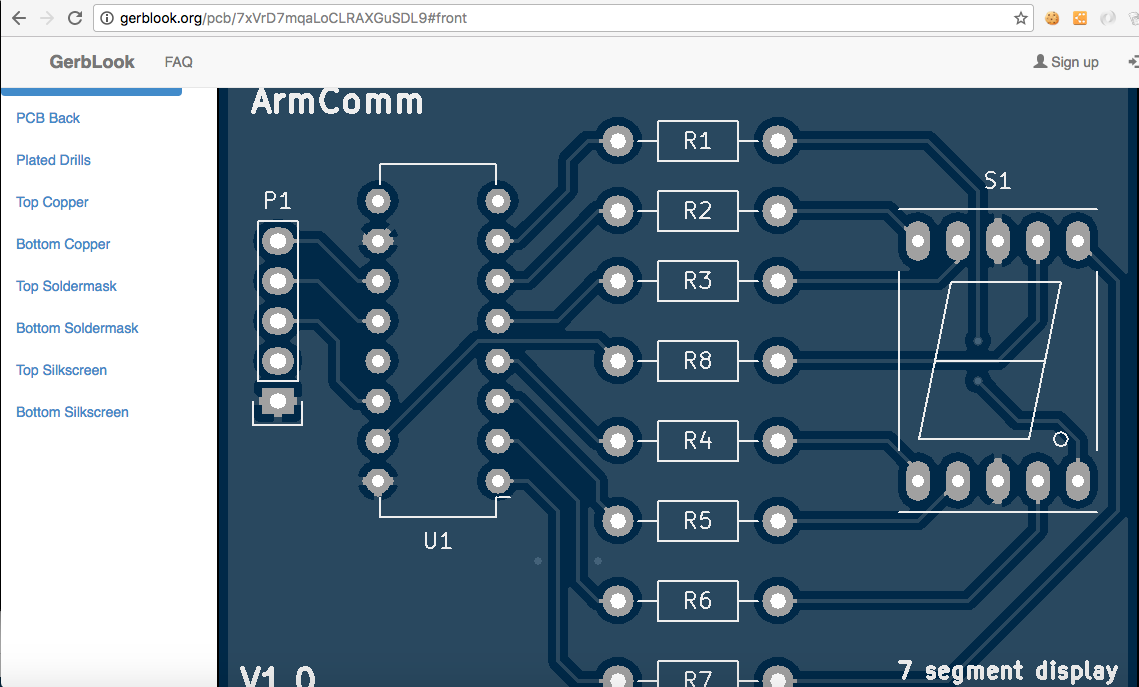 gerblook.org/pcb/7xVrD7mqaLoCLRAXGuSDL9#front
GerbLook FAQ Sign up
PCB Back
Plated Drills
Top Copper
Bottom Copper
Top Soldermask
Bottom Soldermask
Top Silkscreen
Bottom Silkscreen
ArmComm
P1
U1
R1
R2
R3
R8
R4
R5
R6
R7
S1
V1.0
7 segment display